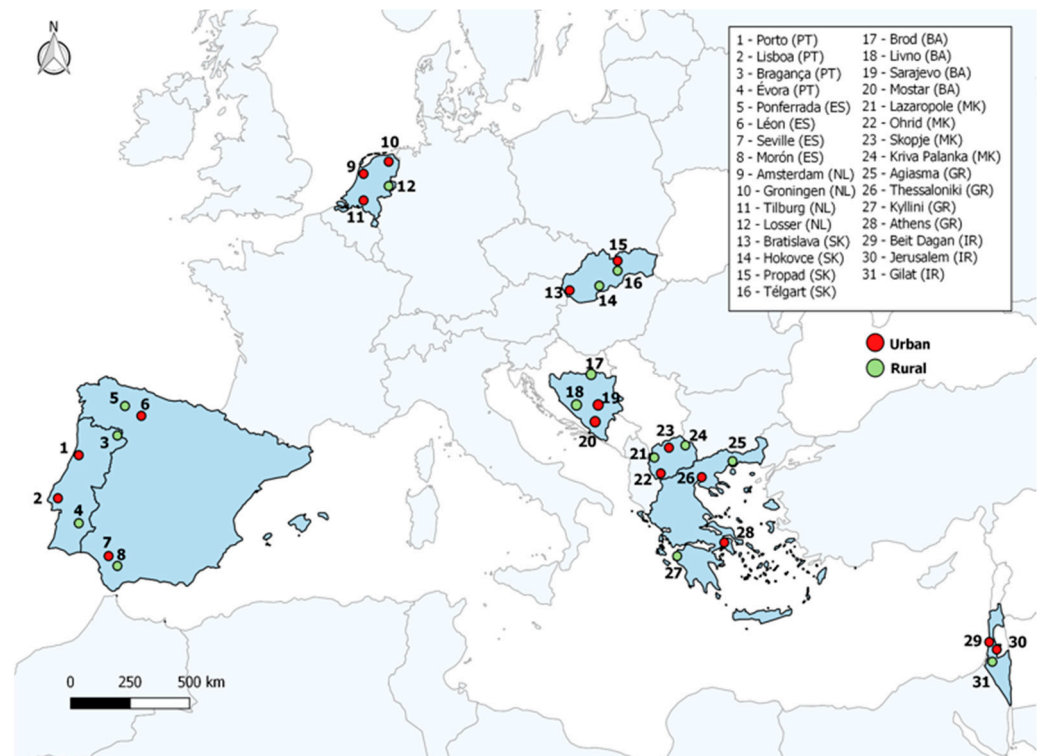 N
1 - Porto (PT)
2 - Lisboa (PT)
3 - Bragança (PT)
4 - Évora (PT)
5 - Ponferrada (ES)
6 - Léon (ES)
7 - Seville (ES)
8 - Morón (ES)
9 - Amsterdam (NL)
10 - Groningen (NL)
11 - Tilburg (NL)
12 - Losser (NL)
13 - Bratislava (SK)
14 - Hokovce (SK)
15 - Propad (SK)
16 - Télgart (SK)
17 - Brod (BA)
18 - Livno (BA)
19 - Sarajevo (BA)
20 - Mostar (BA)
21 - Lazaropole (MK)
22 - Ohrid (MK)
23 - Skopje (MK)
24 - Kriva Palanka (MK)
25 - Agiasma (GR)
26 - Thessaloniki (GR)
27 - Kyllini (GR)
28 - Athens (GR)
29 - Beit Dagan (IR)
30 - Jerusalem (IR)
31 - Gilat (IR)
Urban
Rural
10
9
12
11
15
16
13
14
17
18
19
20
5
6
3
1
2
4
7
8
23
24
25
21
22
26
28
27
29
30
31
0 250 500 km